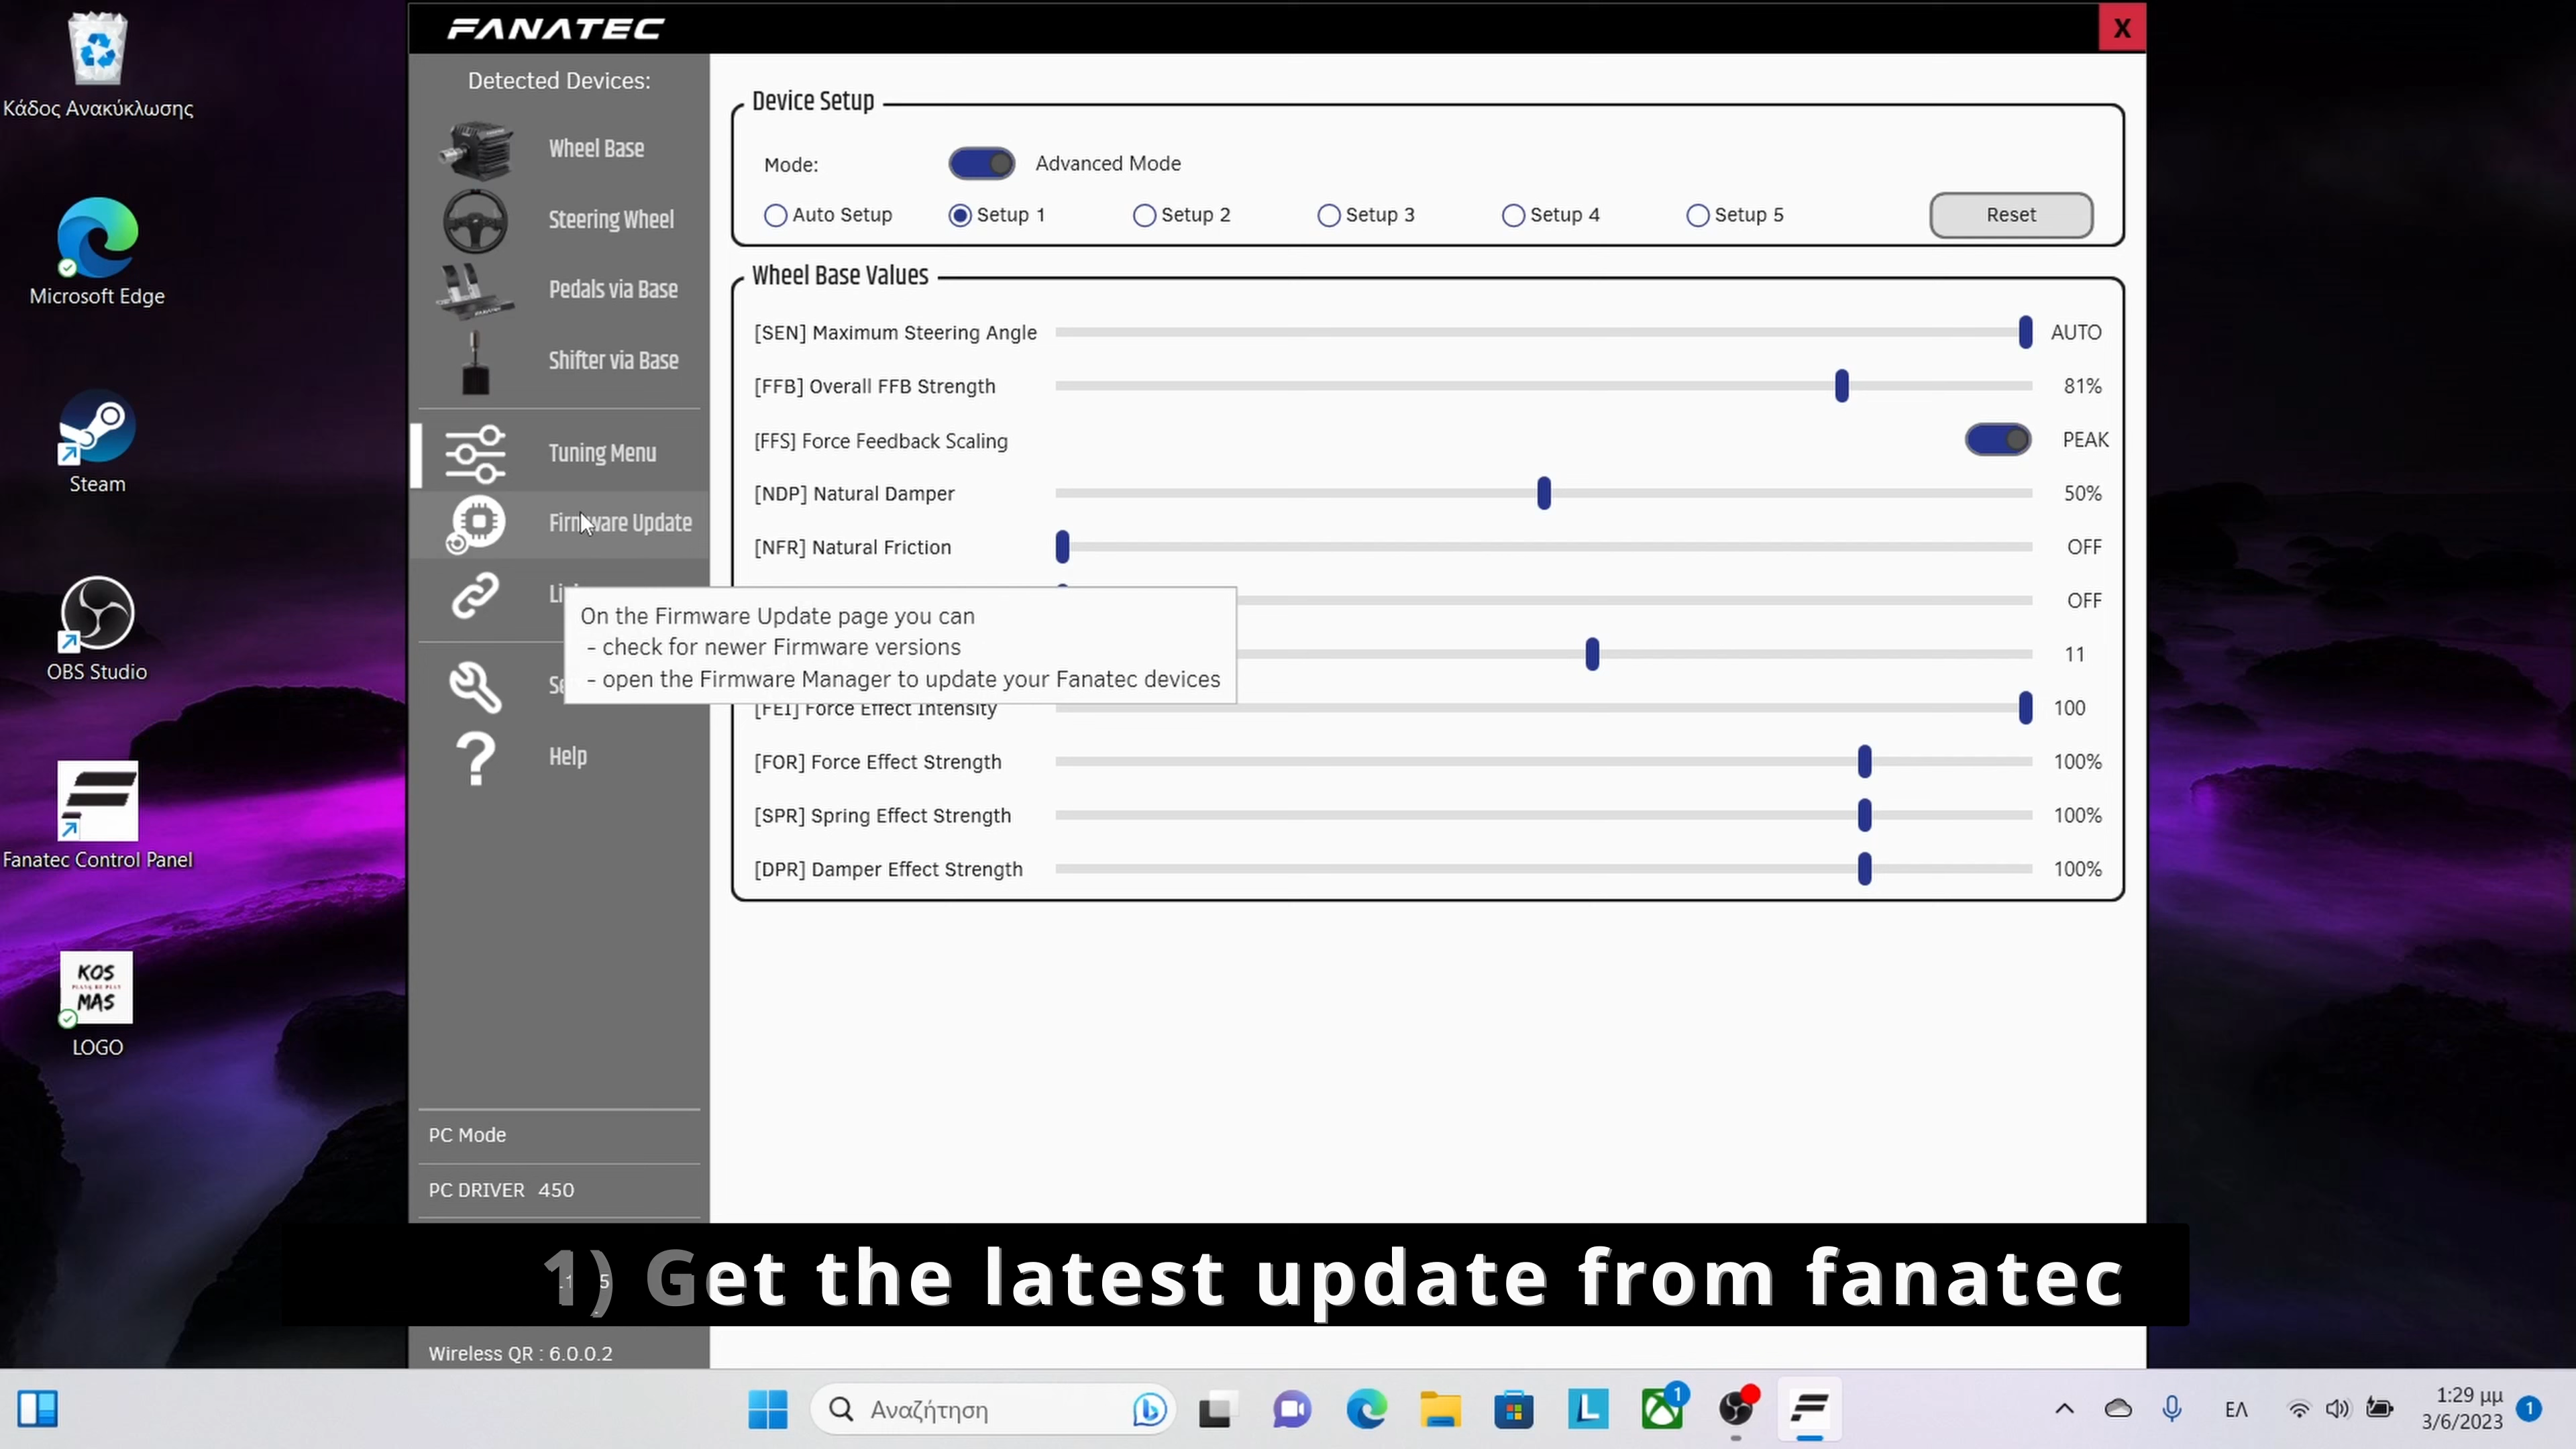 Κάδος Ανακύκλωσης
Microsoft Edge
Steam
OBS Studio
Fanatec Control Panel
KOS
MAS
LOGO
FANATEC
X
Detected Devices:
Wheel Base
Steering Wheel
Pedals via Base
Shifter via Base
Tuning Menu
Firmware Update
Help
PC Mode
PC DRIVER 450
Wireless QR : 6.0.0.2
Device Setup
Mode: Advanced Mode
Auto Setup Setup 1 Setup 2 Setup 3 Setup 4 Setup 5 Reset
Wheel Base Values
[SEN] Maximum Steering Angle AUTO
[FFB] Overall FFB Strength 81%
[FFS] Force Feedback Scaling PEAK
[NDP] Natural Damper 50%
[NFR] Natural Friction OFF
OFF
11
On the Firmware Update page you can
- check for newer Firmware versions
- open the Firmware Manager to update your Fanatec devices
[FEI] Force Effect Intensity 100
[FOR] Force Effect Strength 100%
[SPR] Spring Effect Strength 100%
[DPR] Damper Effect Strength 100%
1) Get the latest update from fanatec
Αναζήτηση
L
1
ΕΛ
1:29 μμ
3/6/2023
1